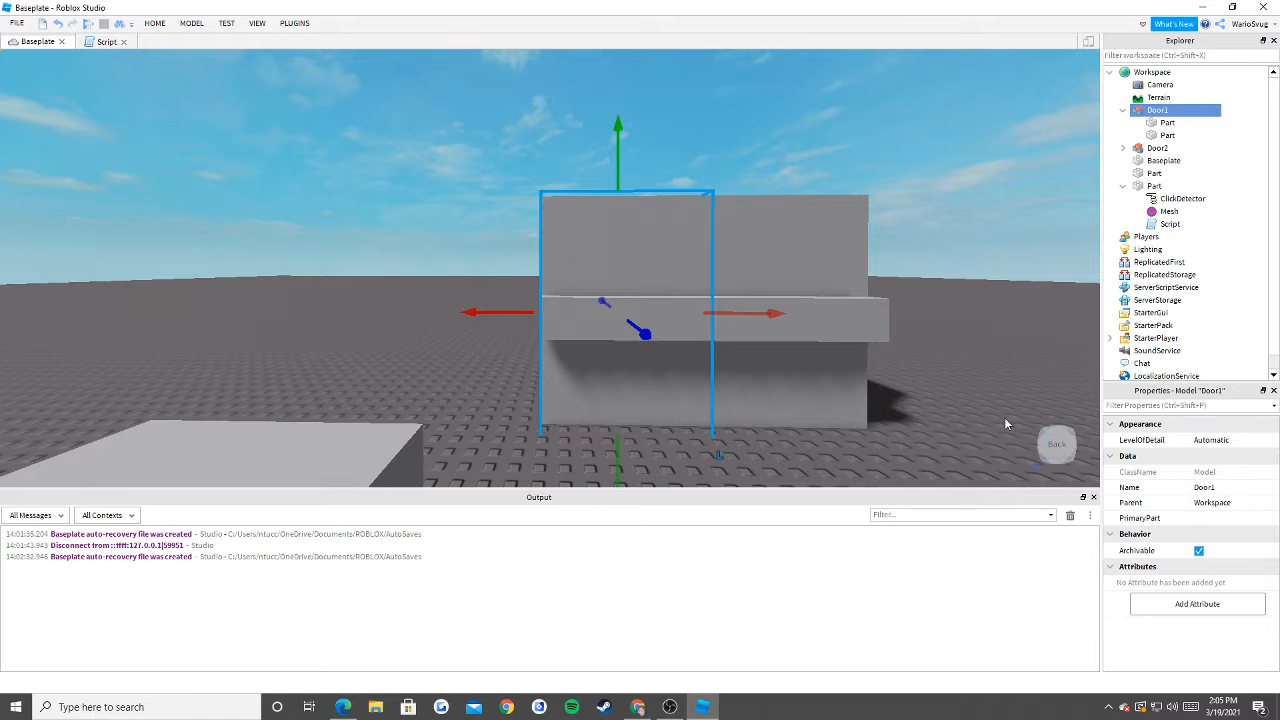 Baseplate - Roblox Studio
FILE HOME MODEL TEST VIEW PLUGINS What's New WarioSvug
Baseplate Script
Explorer
Filter workspace (Ctrl+Shift+X)
Workspace
Camera
Terrain
Door1
Part
Part
Door2
Baseplate
Part
Part
ClickDetector
Mesh
Script
Players
Lighting
ReplicatedFirst
ReplicatedStorage
ServerScriptService
ServerStorage
StarterGui
StarterPack
StarterPlayer
SoundService
Chat
LocalizationService
Properties - Model "Door1"
Filter Properties (Ctrl+Shift+P)
Appearance
LevelOfDetail Automatic
Data
ClassName Model
Name Door1
Parent Workspace
PrimaryPart
Behavior
Archivable
Attributes
No Attribute has been added yet
Add Attribute
Back
L
Output
All Messages All Contexts Filter...
14:01:35.204 Baseplate auto-recovery file was created - Studio - C:/Users/ntucc/OneDrive/Documents/ROBLOX/AutoSaves
14:01:43.943 Disconnect from ::ffff:127.0.0.1|59951 - Studio
14:02:32.946 Baseplate auto-recovery file was created - Studio - C:/Users/ntucc/OneDrive/Documents/ROBLOX/AutoSaves
Type here to search
2:05 PM
3/19/2021
2